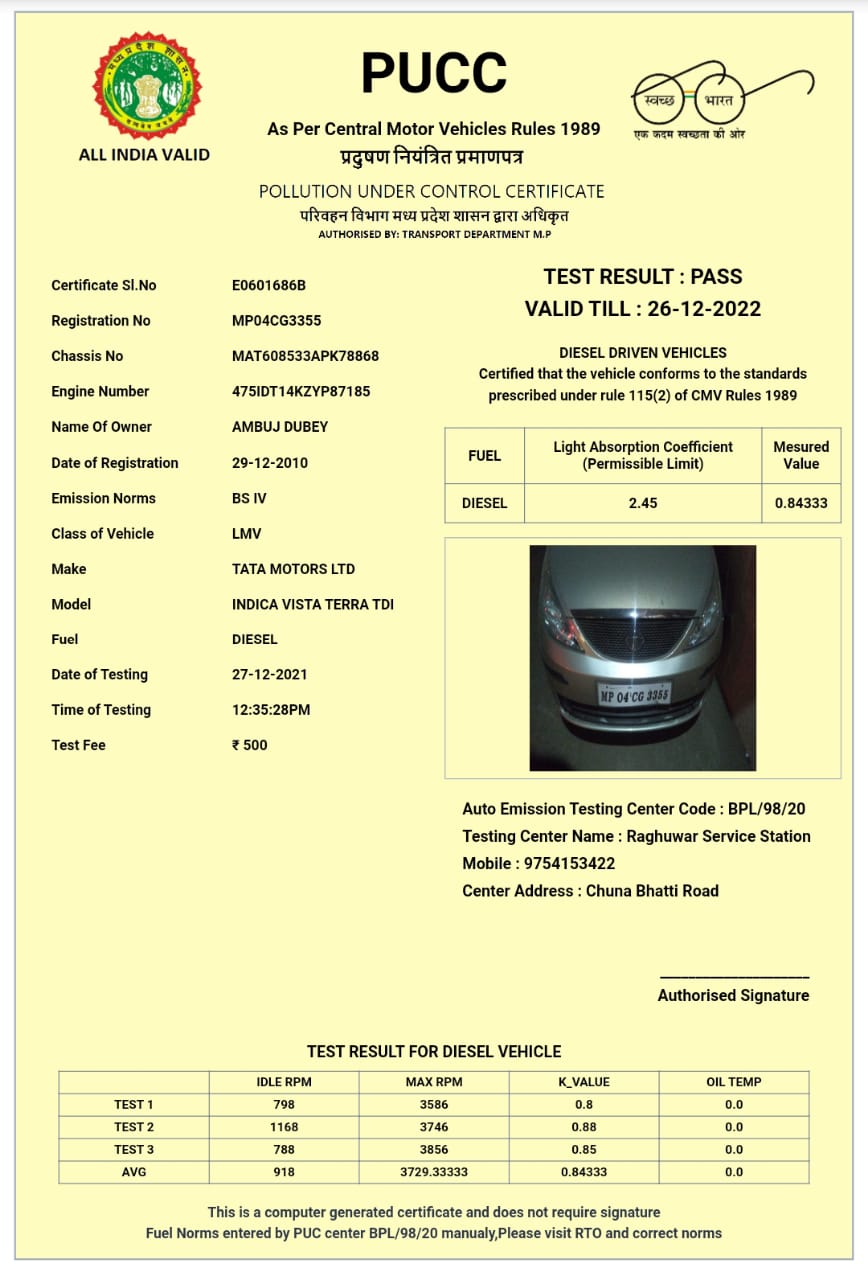 PUCC
स्वच्छ भारत
एक कदम स्वच्छता की ओर
ALL INDIA VALID
As Per Central Motor Vehicles Rules 1989
प्रदुषण नियंत्रित प्रमाणपत्र
POLLUTION UNDER CONTROL CERTIFICATE
परिवहन विभाग मध्य प्रदेश शासन द्वारा अधिकृत
AUTHORISED BY: TRANSPORT DEPARTMENT M.P
Certificate Sl.No E0601686B
Registration No MP04CG3355
Chassis No MAT608533APK78868
Engine Number 475IDT14KZYP87185
Name Of Owner AMBUJ DUBEY
Date of Registration 29-12-2010
Emission Norms BS IV
Class of Vehicle LMV
Make TATA MOTORS LTD
Model INDICA VISTA TERRA TDI
Fuel DIESEL
Date of Testing 27-12-2021
Time of Testing 12:35:28PM
Test Fee ₹ 500
TEST RESULT : PASS
VALID TILL : 26-12-2022
DIESEL DRIVEN VEHICLES
Certified that the vehicle conforms to the standards
prescribed under rule 115(2) of CMV Rules 1989
FUEL Light Absorption Coefficient (Permissible Limit) Mesured Value
DIESEL 2.45 0.84333
MP 04 CG 3355
Auto Emission Testing Center Code : BPL/98/20
Testing Center Name : Raghuwar Service Station
Mobile : 9754153422
Center Address : Chuna Bhatti Road
Authorised Signature
TEST RESULT FOR DIESEL VEHICLE
IDLE RPM MAX RPM K_VALUE OIL TEMP
TEST 1 798 3586 0.8 0.0
TEST 2 1168 3746 0.88 0.0
TEST 3 788 3856 0.85 0.0
AVG 918 3729.33333 0.84333 0.0
This is a computer generated certificate and does not require signature
Fuel Norms entered by PUC center BPL/98/20 manualy,Please visit RTO and correct norms